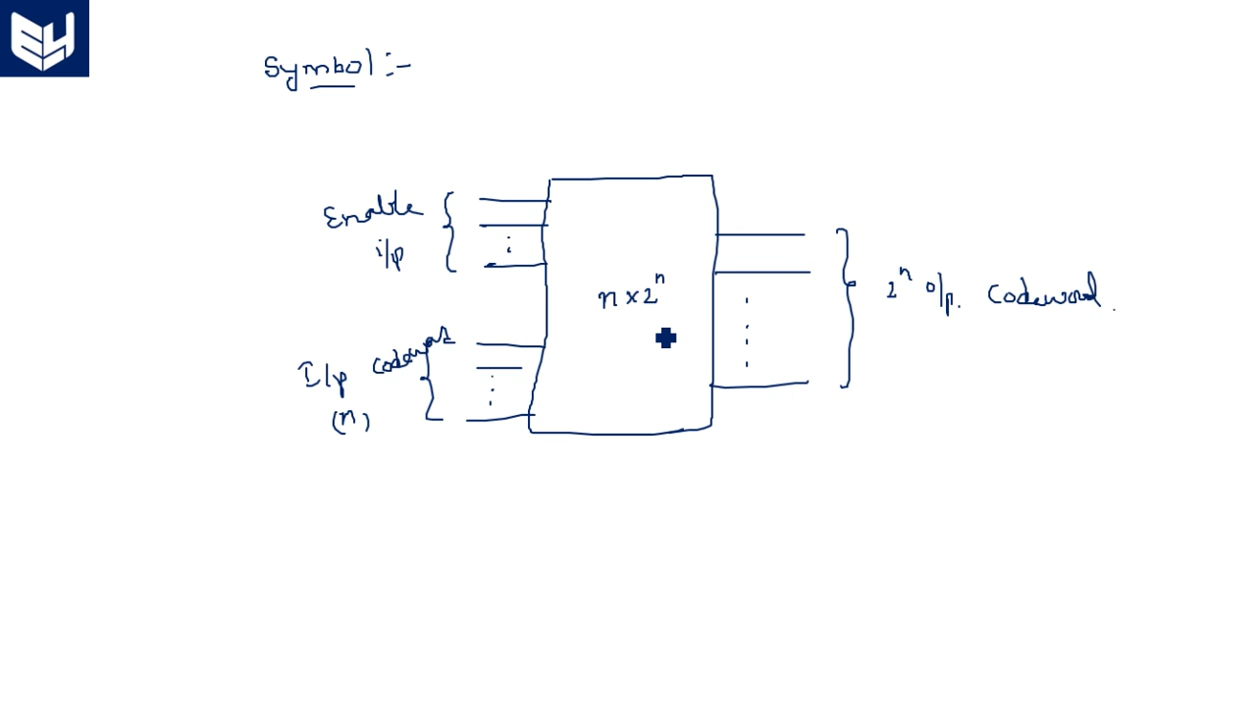 Symbol :-
Enable
i/p
n x 2^n
2^n o/p. Codeword.
I/p codeword
(n)